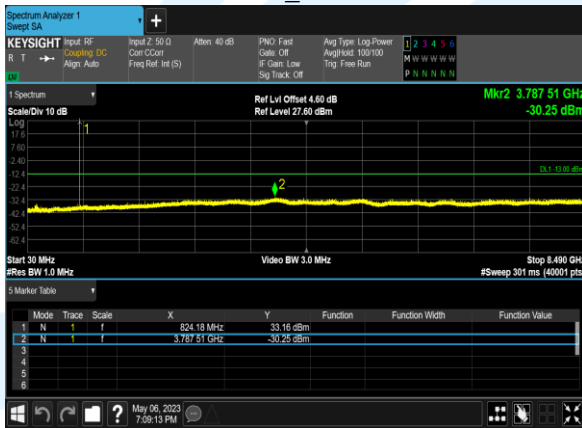 Spectrum Analyzer 1
Swept SA
KEYSIGHT Input: RF Input Z: 50 Ω Atten: 40 dB PNO: Fast Avg Type: Log-Power 1 2 3 4 5 6
R T Coupling: DC Corr CCorr Gate: Off Avg|Hold: 100/100 M W W W W W
Align: Auto Freq Ref: Int (S) IF Gain: Low Trig: Free Run
LW Sig Track: Off P N N N N N
1 Spectrum Ref Lvl Offset 4.60 dB Mkr2 3.787 51 GHz
Scale/Div 10 dB Ref Level 27.60 dBm -30.25 dBm
Log
17.6
1
7.60
-2.40
DL1 -13.00 dBm
-12.4
-22.4
2
-32.4
-42.4
-52.4
-62.4
Start 30 MHz Video BW 3.0 MHz Stop 8.490 GHz
#Res BW 1.0 MHz #Sweep 301 ms (40001 pts)
5 Marker Table
Mode Trace Scale X Y Function Function Width Function Value
1 N 1 f 824.18 MHz 33.16 dBm
2 N 1 f 3.787 51 GHz -30.25 dBm
3
4
5
6
? May 06, 2023
7:09:13 PM